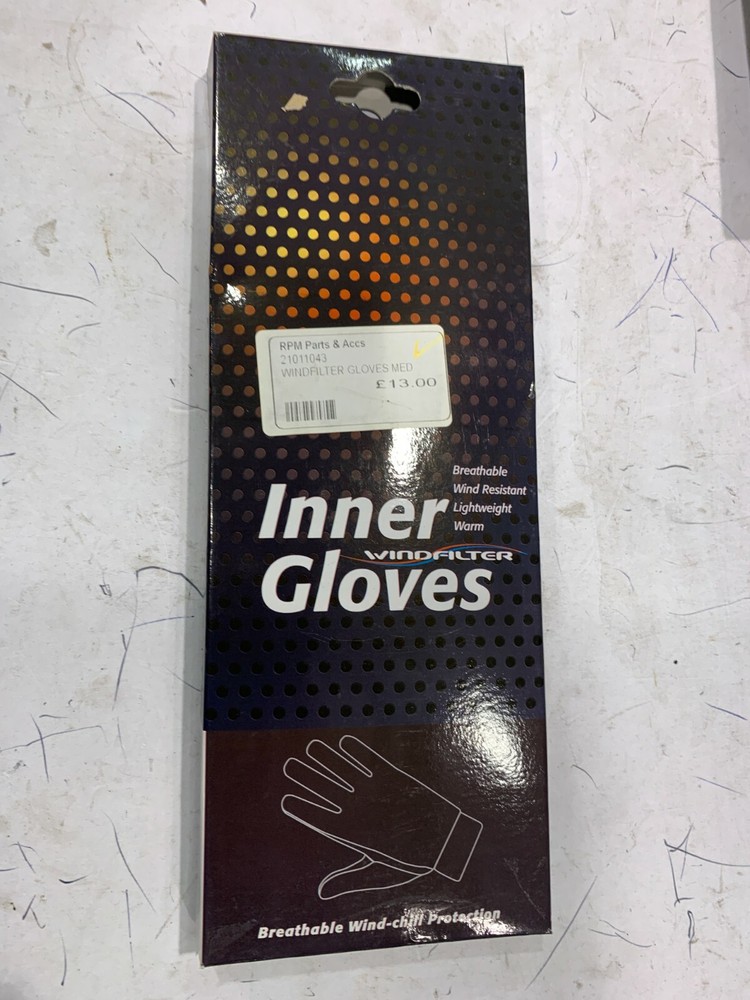 RPM Parts & Accs
21011043
WINDFILTER GLOVES MED
£13.00
Breathable
Wind Resistant
Lightweight
Warm
Inner
WINDFILTER
Gloves
Breathable Wind-chill Protection